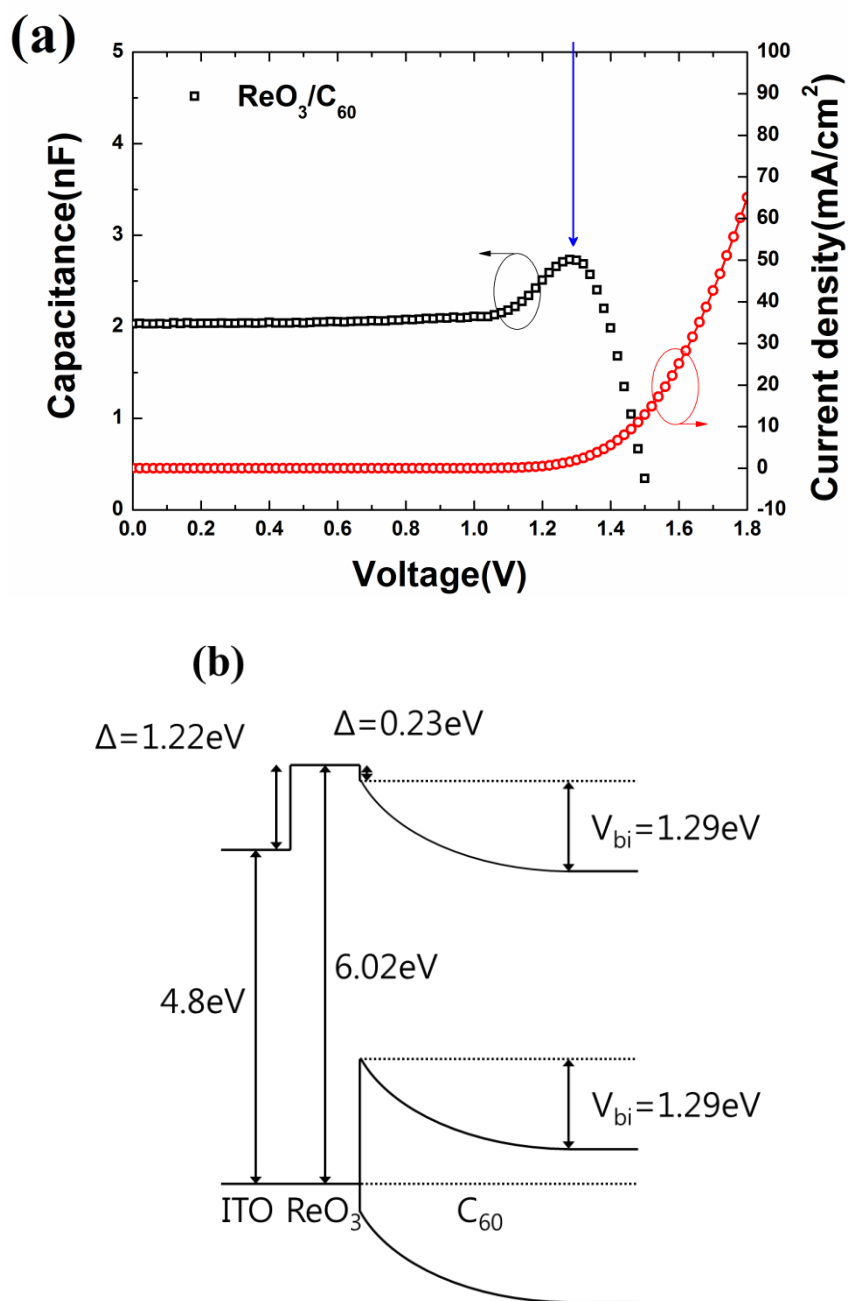 (a)
ReO₃/C₆₀
Capacitance(nF)
5
4
3
2
1
0
100
90
80
70
60
50
40
30
20
10
0
-10
Current density(mA/cm²)
0.0 0.2 0.4 0.6 0.8 1.0 1.2 1.4 1.6 1.8
Voltage(V)
(b)
Δ=1.22eV
Δ=0.23eV
V_bi=1.29eV
6.02eV
4.8eV
V_bi=1.29eV
ITO ReO₃ C₆₀